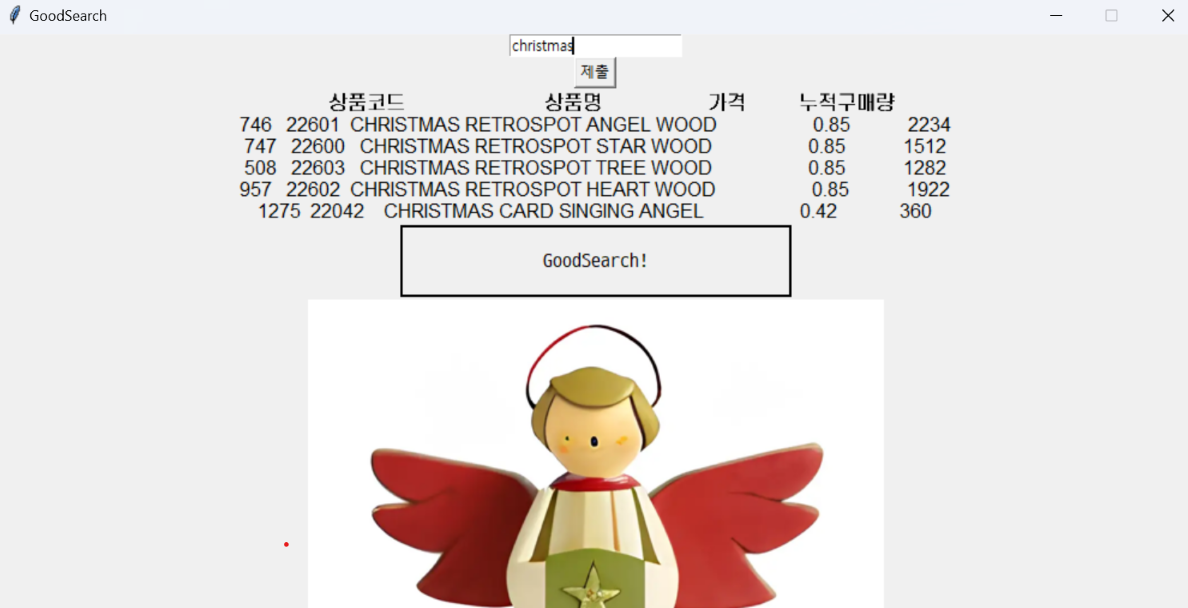 GoodSearch
christmas
제출
상품코드 상품명 가격 누적구매량
746 22601 CHRISTMAS RETROSPOT ANGEL WOOD 0.85 2234
747 22600 CHRISTMAS RETROSPOT STAR WOOD 0.85 1512
508 22603 CHRISTMAS RETROSPOT TREE WOOD 0.85 1282
957 22602 CHRISTMAS RETROSPOT HEART WOOD 0.85 1922
1275 22042 CHRISTMAS CARD SINGING ANGEL 0.42 360
GoodSearch!